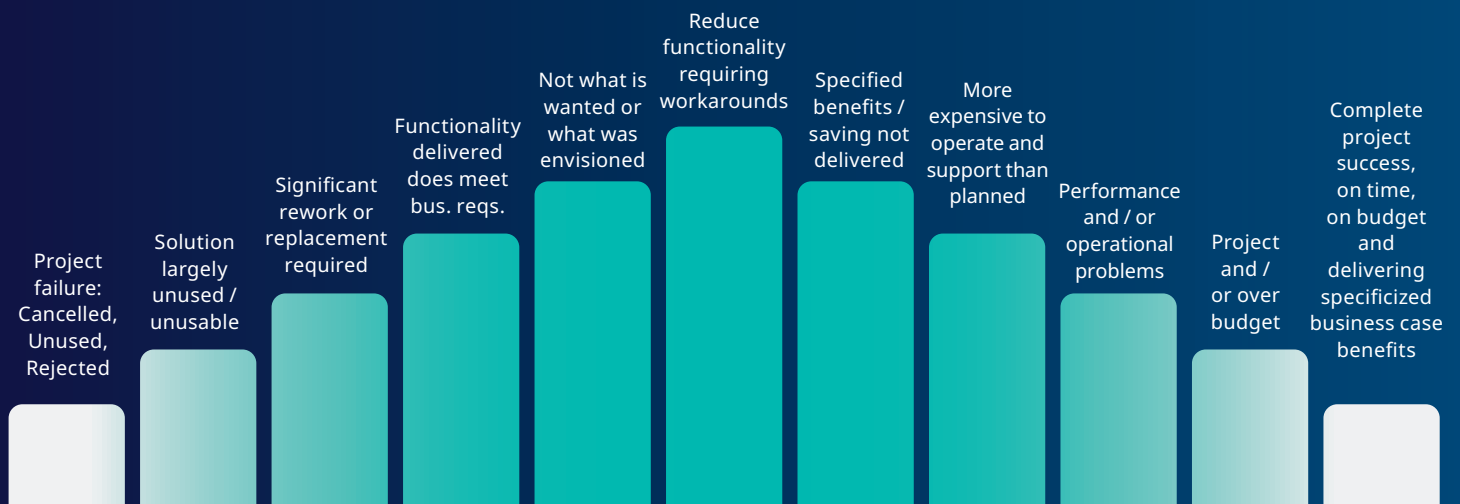 Project
failure:
Cancelled,
Unused,
Rejected
Solution
largely
unused /
unusable
Significant
rework or
replacement
required
Functionality
delivered
does meet
bus. reqs.
Not what is
wanted or
what was
envisioned
Reduce
functionality
requiring
workarounds
Specified
benefits /
saving not
delivered
More
expensive to
operate and
support than
planned
Performance
and / or
operational
problems
Project
and /
or over
budget
Complete
project
success,
on time,
on budget
and
delivering
specificized
business case
benefits